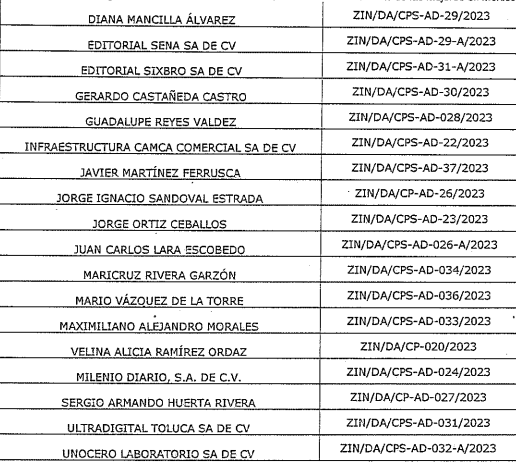 DIANA MANCILLA ÁLVAREZ ZIN/DA/CPS-AD-29/2023
EDITORIAL SENA SA DE CV ZIN/DA/CPS-AD-29-A/2023
EDITORIAL SIXBRO SA DE CV ZIN/DA/CPS-AD-31-A/2023
GERARDO CASTAÑEDA CASTRO ZIN/DA/CPS-AD-30/2023
GUADALUPE REYES VALDEZ ZIN/DA/CPS-AD-028/2023
INFRAESTRUCTURA CAMCA COMERCIAL SA DE CV ZIN/DA/CPS-AD-22/2023
JAVIER MARTÍNEZ FERRUSCA ZIN/DA/CPS-AD-37/2023
JORGE IGNACIO SANDOVAL ESTRADA ZIN/DA/CP-AD-26/2023
JORGE ORTIZ CEBALLOS ZIN/DA/CPS-AD-23/2023
JUAN CARLOS LARA ESCOBEDO ZIN/DA/CPS-AD-026-A/2023
MARICRUZ RIVERA GARZÓN ZIN/DA/CPS-AD-034/2023
MARIO VÁZQUEZ DE LA TORRE ZIN/DA/CPS-AD-036/2023
MAXIMILIANO ALEJANDRO MORALES ZIN/DA/CPS-AD-033/2023
VELINA ALICIA RAMÍREZ ORDAZ ZIN/DA/CP-020/2023
MILENIO DIARIO, S.A. DE C.V. ZIN/DA/CPS-AD-024/2023
SERGIO ARMANDO HUERTA RIVERA ZIN/DA/CP-AD-027/2023
ULTRADIGITAL TOLUCA SA DE CV ZIN/DA/CPS-AD-031/2023
UNOCERO LABORATORIO SA DE CV ZIN/DA/CPS-AD-032-A/2023